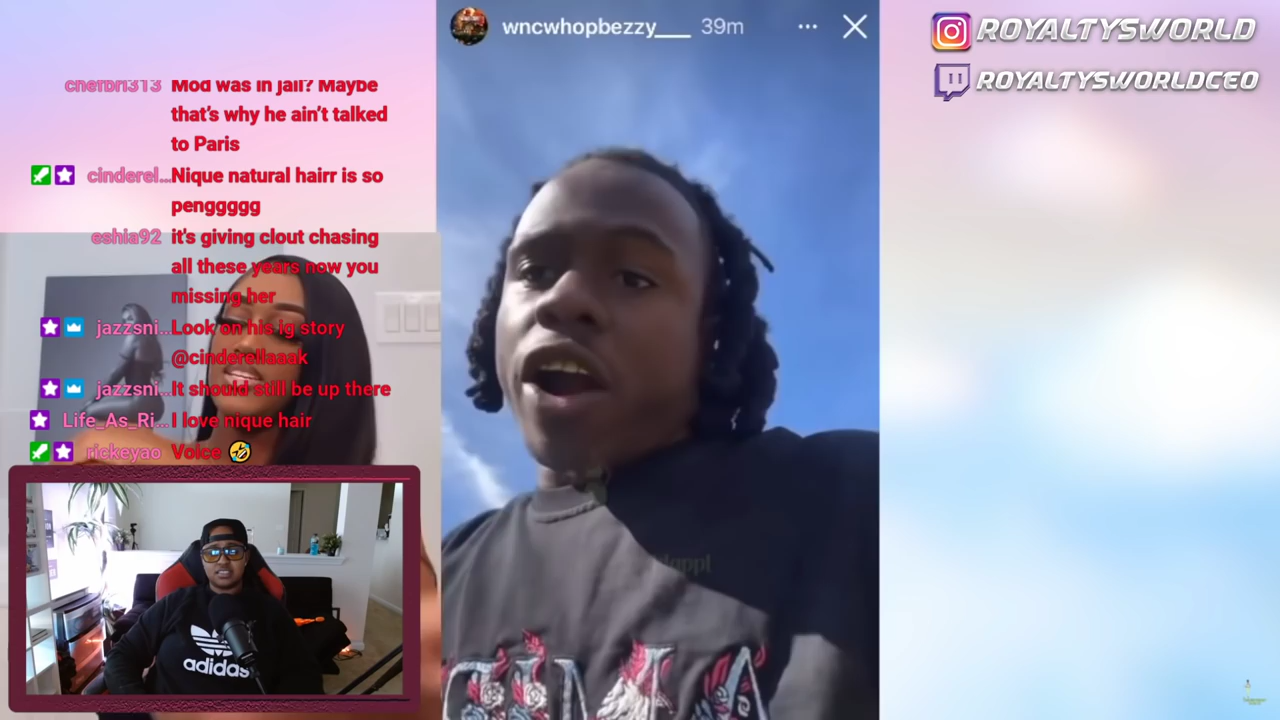 wncwhopbezzy___ 39m
ROYALTYSWORLD
ROYALTYSWORLDCEO
chefbri313 Mod was in jail? Maybe
that's why he ain't talked
to Paris
cinderel... Nique natural hairr is so
penggggg
eshia92 it's giving clout chasing
all these years now you
missing her
jazzsni... Look on his ig story
@cinderellaaak
jazzsni... It should still be up there
Life_As_Ri... I love nique hair
rickeyao Voice 🤣
adidas